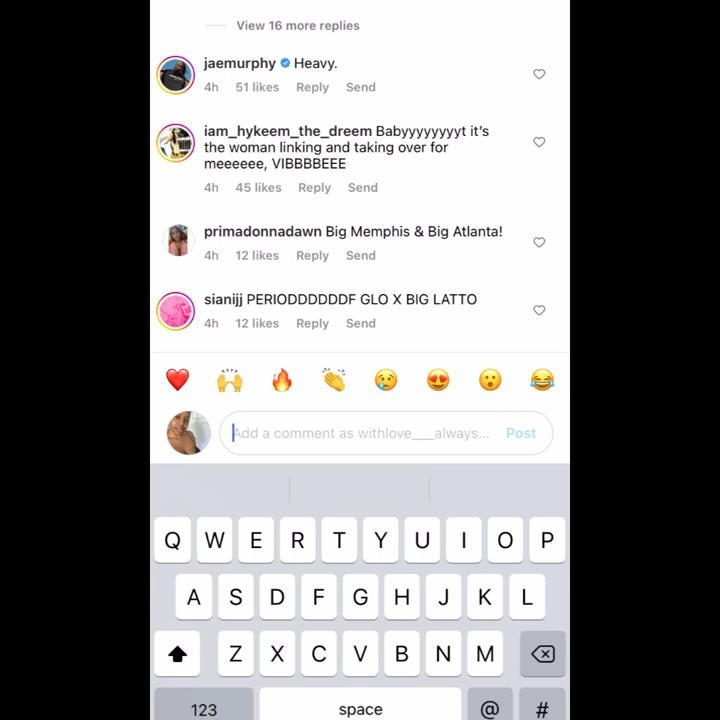 View 16 more replies
jaemurphy Heavy.
4h 51 likes Reply Send
iam_hykeem_the_dreem Babyyyyyyyyt it's
the woman linking and taking over for
meeeeee, VIBBBBEEE
4h 45 likes Reply Send
primadonnadawn Big Memphis & Big Atlanta!
4h 12 likes Reply Send
sianijj PERIODDDDDDF GLO X BIG LATTO
4h 12 likes Reply Send
Add a comment as withlove___always... Post
Q W E R T Y U I O P
A S D F G H J K L
Z X C V B N M
123 space @ #